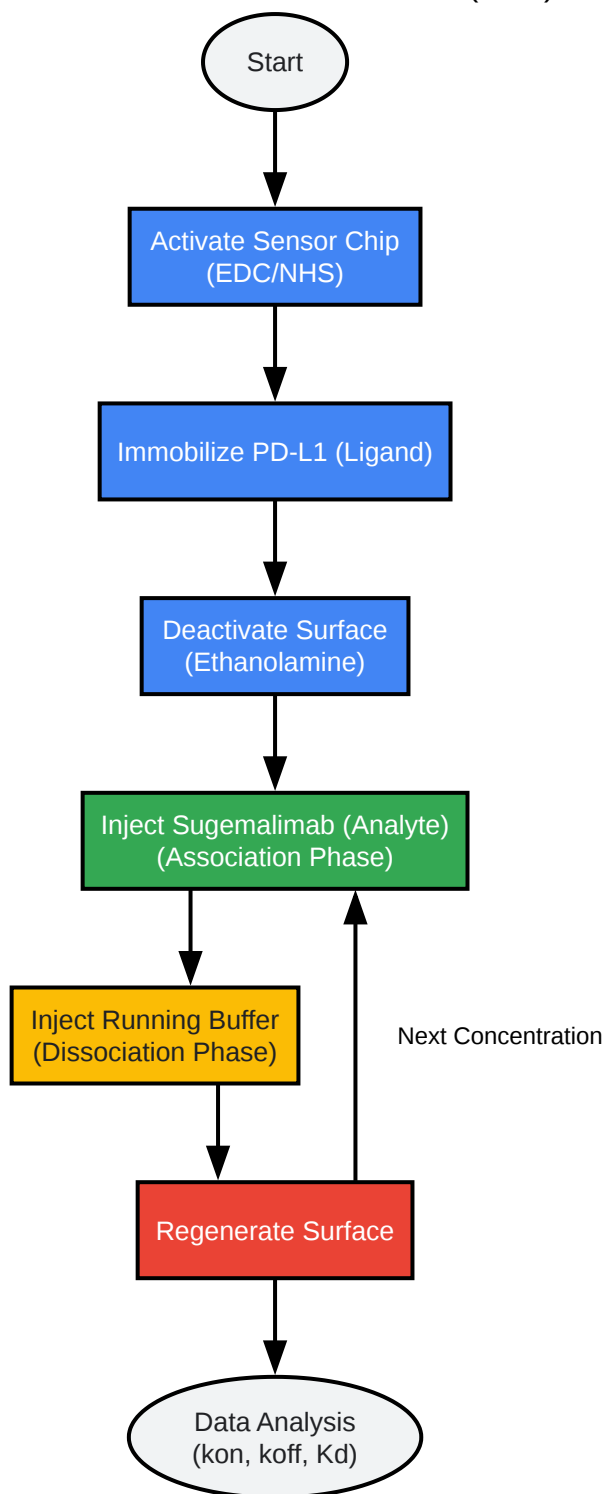 Start
Activate Sensor Chip
(EDC/NHS)
Immobilize PD-L1 (Ligand)
Deactivate Surface
(Ethanolamine)
Inject Sugemalimab (Analyte)
(Association Phase)
Inject Running Buffer
(Dissociation Phase)
Next Concentration
Regenerate Surface
Data Analysis
(kon, koff, Kd)